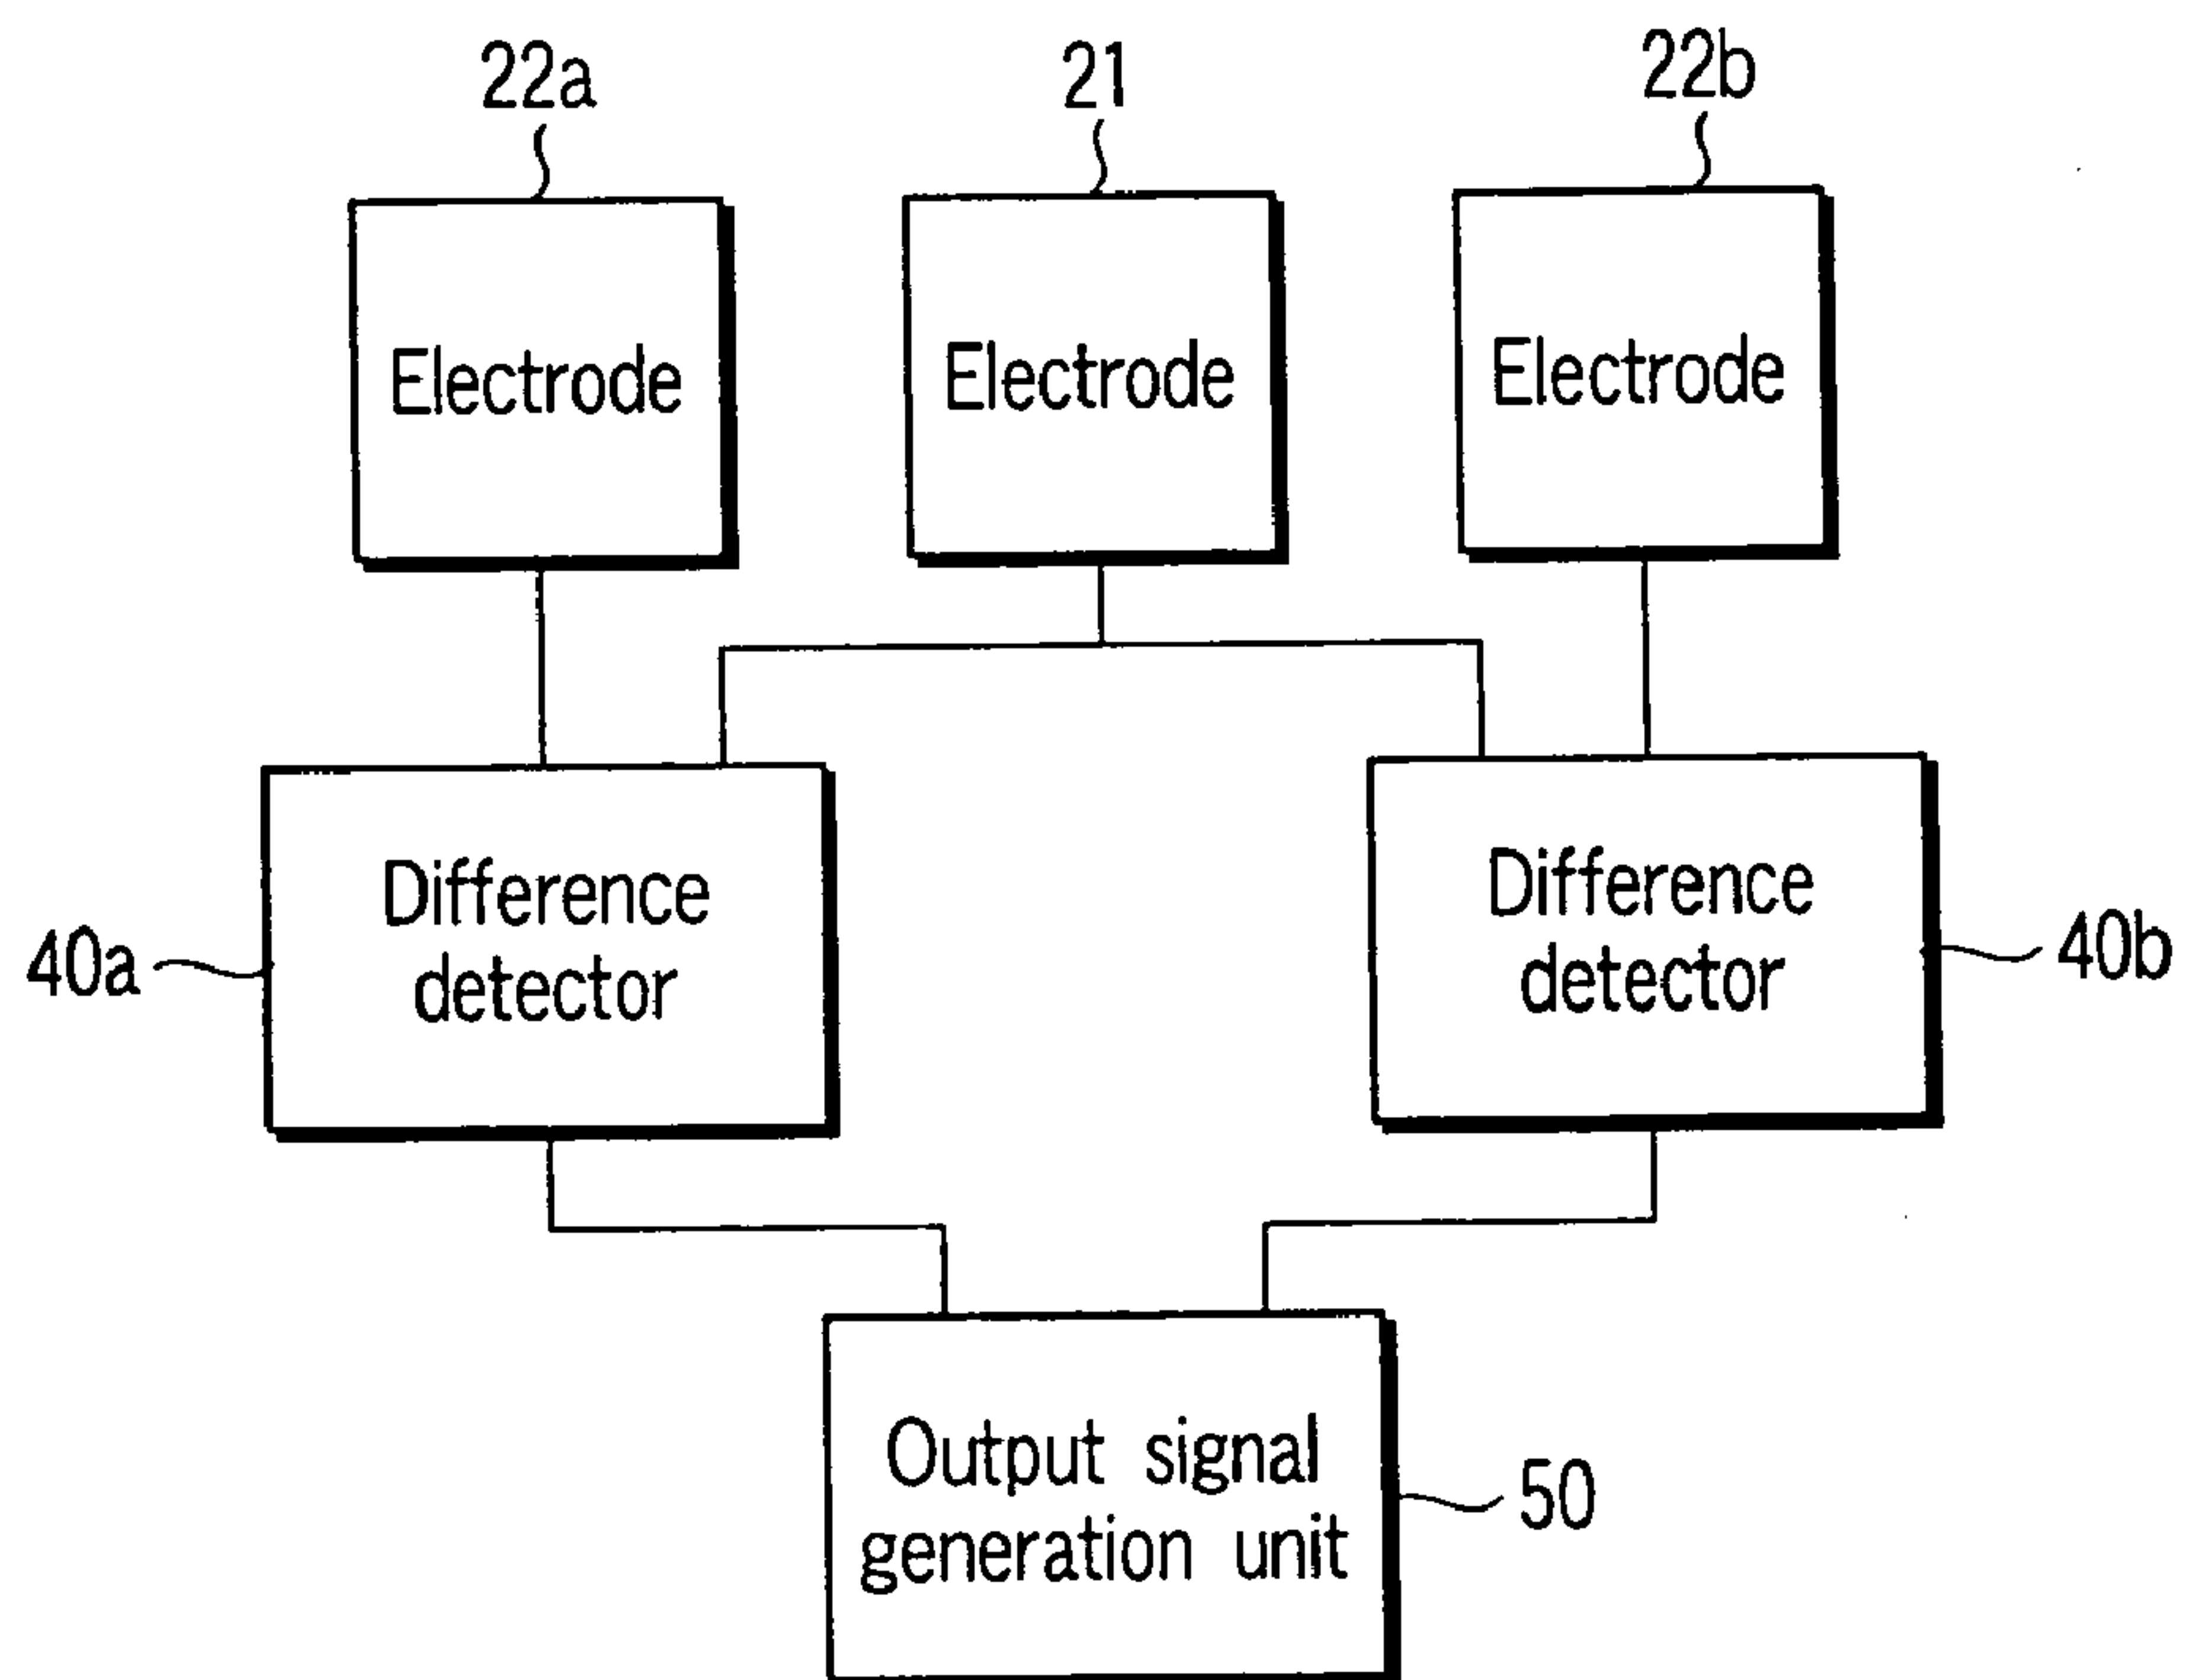 22a
21
22b
Electrode
Electrode
Electrode
Difference
detector
Difference
detector
40a
40b
Output signal
generation unit
50